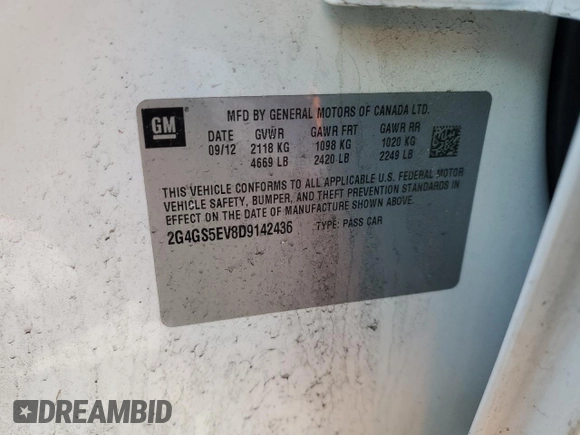 GM
MFD BY GENERAL MOTORS OF CANADA LTD.
DATE GVWR GAWR FRT GAWR RR
09/12 2118 KG 1098 KG 1020 KG
4669 LB 2420 LB 2249 LB
THIS VEHICLE CONFORMS TO ALL APPLICABLE U.S. FEDERAL MOTOR
VEHICLE SAFETY, BUMPER, AND THEFT PREVENTION STANDARDS IN
EFFECT ON THE DATE OF MANUFACTURE SHOWN ABOVE.
2G4GS5EV8D9142436 TYPE: PASS CAR
DREAMBID